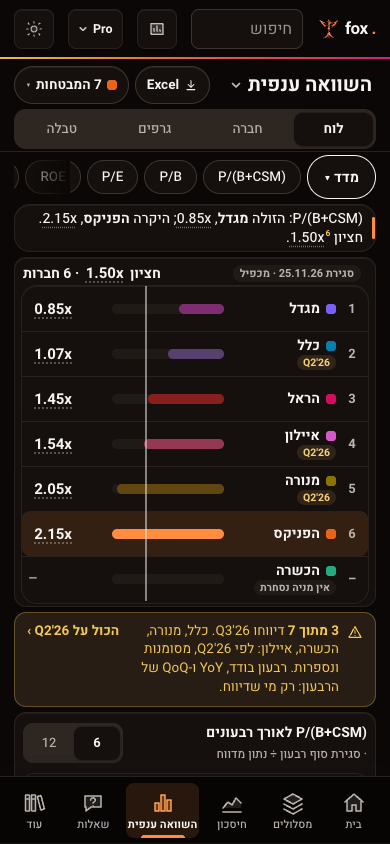 fox.
חיפוש
Pro
השוואה ענפית
Excel
7 המבטחות
לוח
חברה
גרפים
טבלה
מדד
P/(B+CSM)
P/B
P/E
ROE
P/(B+CSM): הזולה מגדל, 0.85x; היקרה הפניקס, 2.15x.
חציון 1.50x⁶.
סגירת 25.11.26 · מכפיל
חציון 1.50x · 6 חברות
1 מגדל 0.85x
2 כלל 1.07x
Q2'26
3 הראל 1.45x
4 איילון 1.54x
Q2'26
5 מנורה 2.05x
Q2'26
6 הפניקס 2.15x
– הכשרה –
אין מניה נסחרת
3 מתוך 7 דיווחו Q3'26. כלל, מנורה,
הכשרה, איילון: לפי Q2'26, מסומנות
ונספרות. רבעון בודד, YoY ו-QoQ של
הרבעון: רק מי שדיווח.
הכול על Q2'26 ›
P/(B+CSM) לאורך רבעונים
· סגירת סוף רבעון ÷ נתון מדווח
6
12
בית
מסלולים
חיסכון
השוואה ענפית
שאלות
עוד